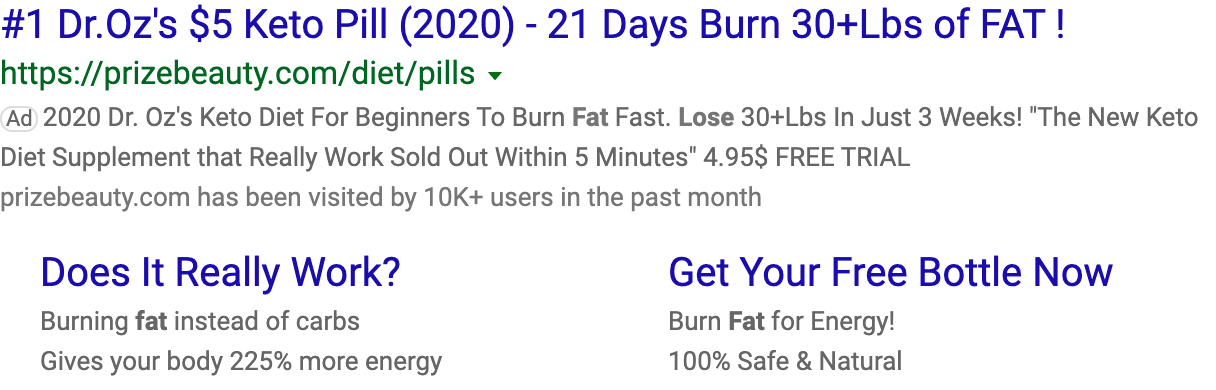 #1 Dr.Oz's $5 Keto Pill (2020) - 21 Days Burn 30+Lbs of FAT !
https://prizebeauty.com/diet/pills
Ad 2020 Dr. Oz's Keto Diet For Beginners To Burn Fat Fast. Lose 30+Lbs In Just 3 Weeks! "The New Keto
Diet Supplement that Really Work Sold Out Within 5 Minutes" 4.95$ FREE TRIAL
prizebeauty.com has been visited by 10K+ users in the past month
Does It Really Work?
Burning fat instead of carbs
Gives your body 225% more energy
Get Your Free Bottle Now
Burn Fat for Energy!
100% Safe & Natural